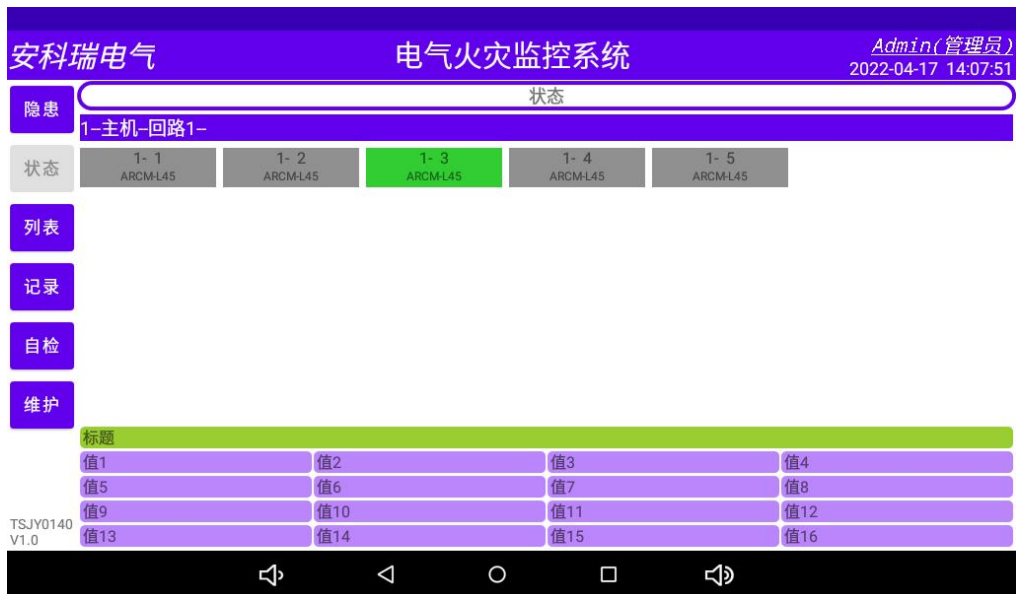 安科瑞电气
电气火灾监控系统
Admin(管理员)
2022-04-17 14:07:51
隐患
状态
列表
记录
自检
维护
TSJY0140
V1.0
状态
1--主机--回路1--
1- 1
ARCM-L45
1- 2
ARCM-L45
1- 3
ARCM-L45
1- 4
ARCM-L45
1- 5
ARCM-L45
标题
值1 值2 值3 值4
值5 值6 值7 值8
值9 值10 值11 值12
值13 值14 值15 值16